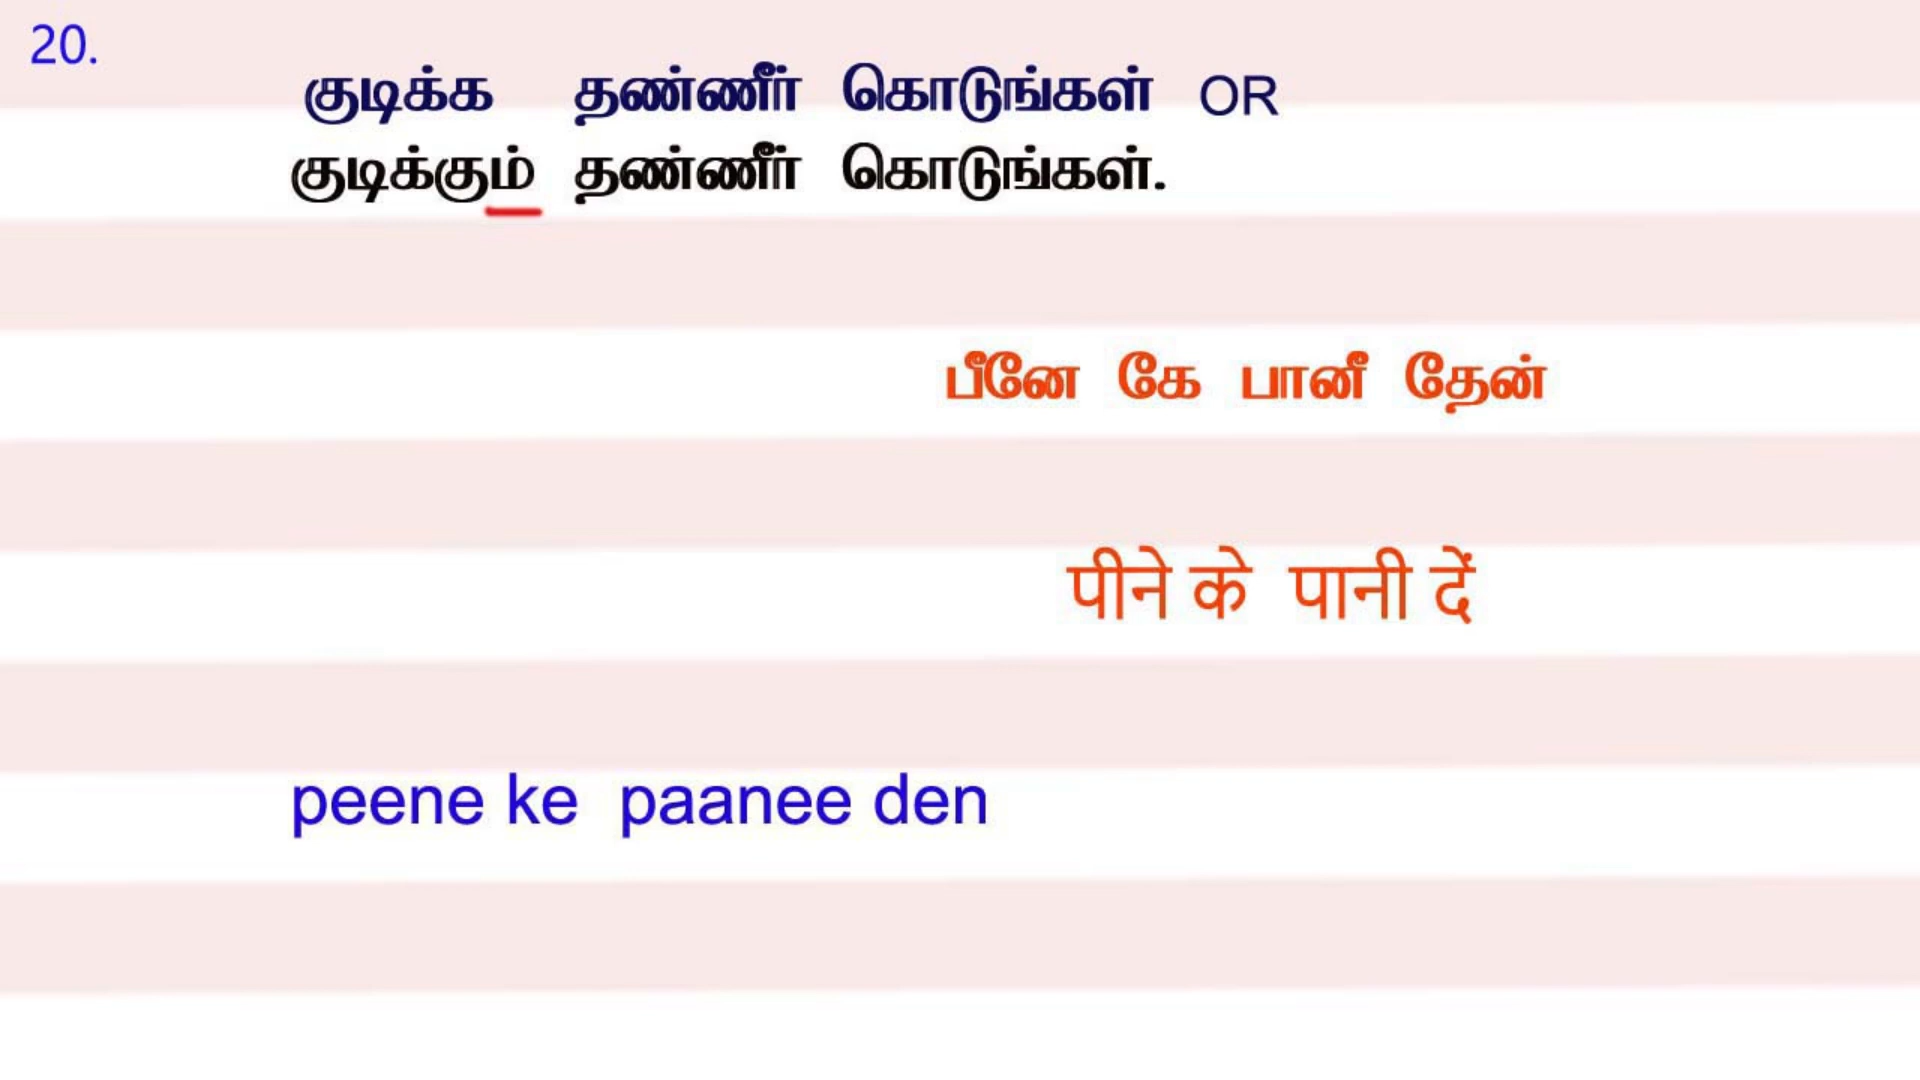 20.
குடிக்க தண்ணீர் கொடுங்கள் OR
குடிக்கும் தண்ணீர் கொடுங்கள்.
பீனே கே பானீ தேன்
पीने के पानी दें
peene ke paanee den